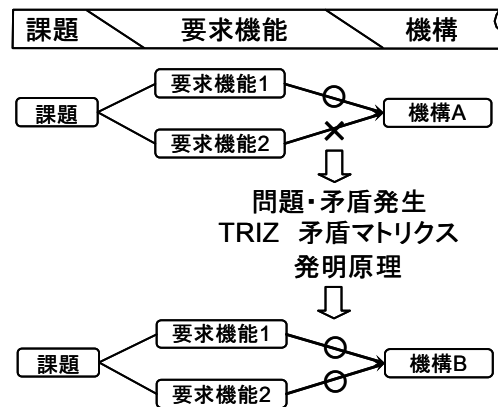 課題 要求機能 機構
要求機能1
課題 機構A
要求機能2
問題・矛盾発生
TRIZ 矛盾マトリクス
発明原理
要求機能1
課題 機構B
要求機能2